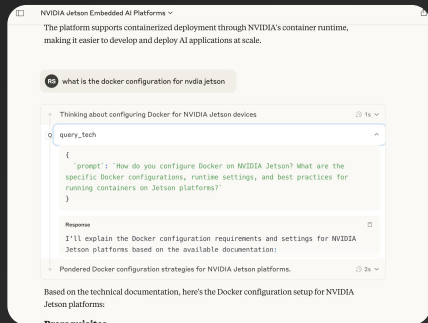 NVIDIA Jetson Embedded AI Platforms
The platform supports containerized deployment through NVIDIA's container runtime,
making it easier to develop and deploy AI applications at scale.
RS what is the docker configuration for nvdia jetson
Thinking about configuring Docker for NVIDIA Jetson devices 1s
query_tech
{
`prompt`: `How do you configure Docker on NVIDIA Jetson? What are the
specific Docker configurations, runtime settings, and best practices for
running containers on Jetson platforms?`
}
Response
I'll explain the Docker configuration requirements and settings for NVIDIA
Jetson platforms based on the available documentation:
Pondered Docker configuration strategies for NVIDIA Jetson platforms. 2s
Based on the technical documentation, here's the Docker configuration setup for NVIDIA
Jetson platforms:
Prerequisites